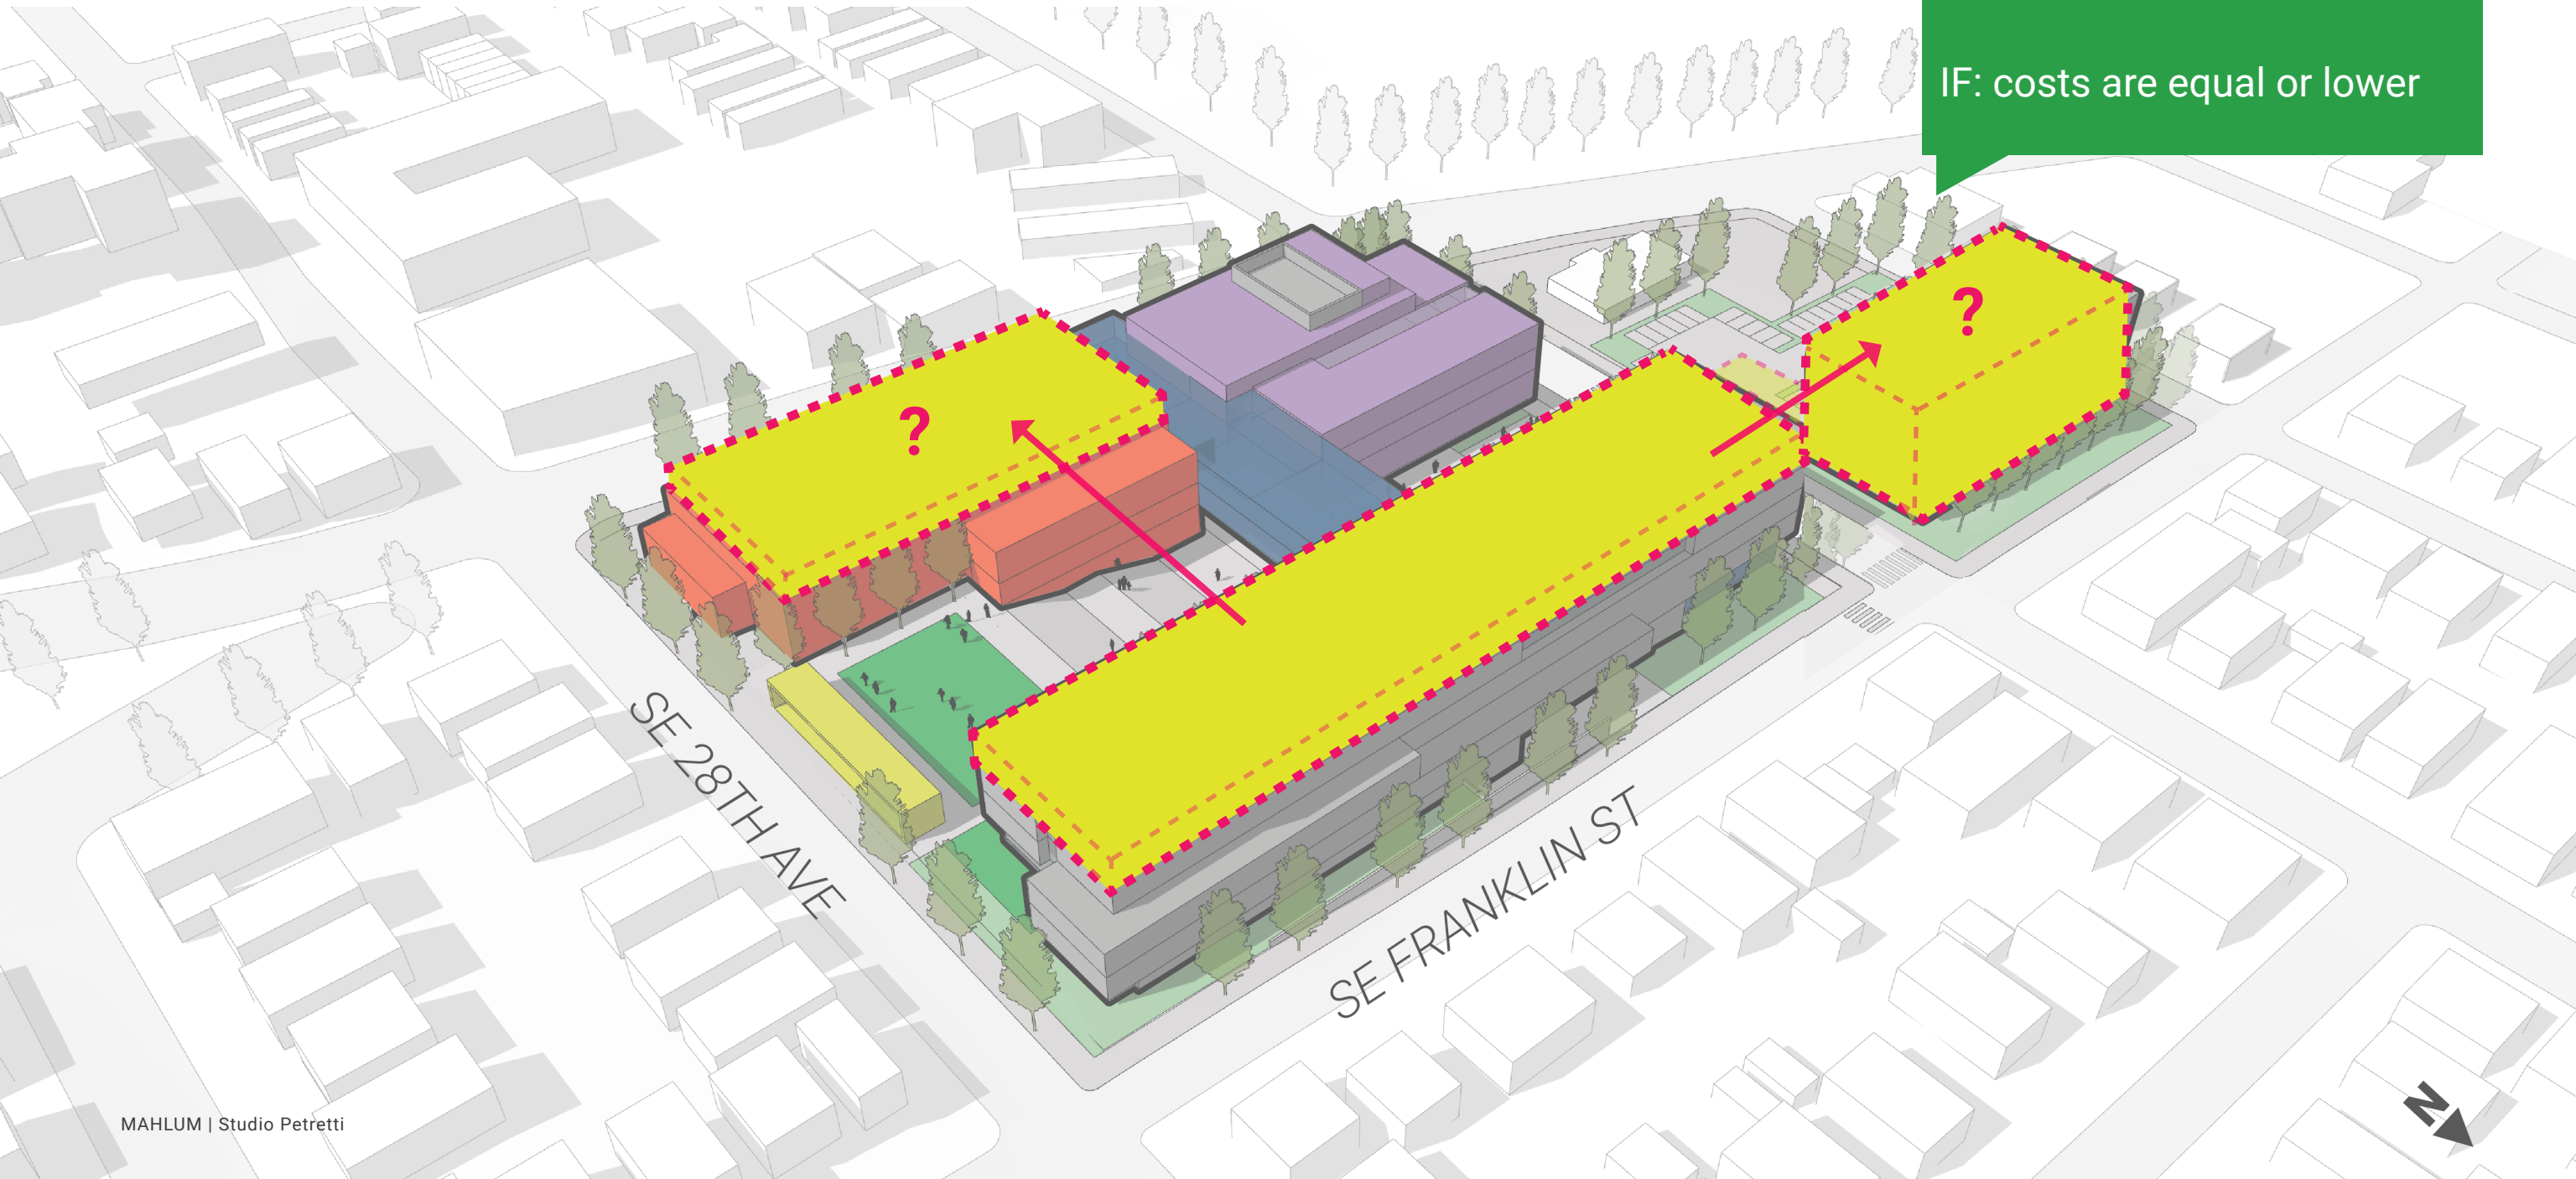 IF: costs are equal or lower
?
?
SE 28TH AVE
SE FRANKLIN ST
MAHLUM | Studio Petretti
N